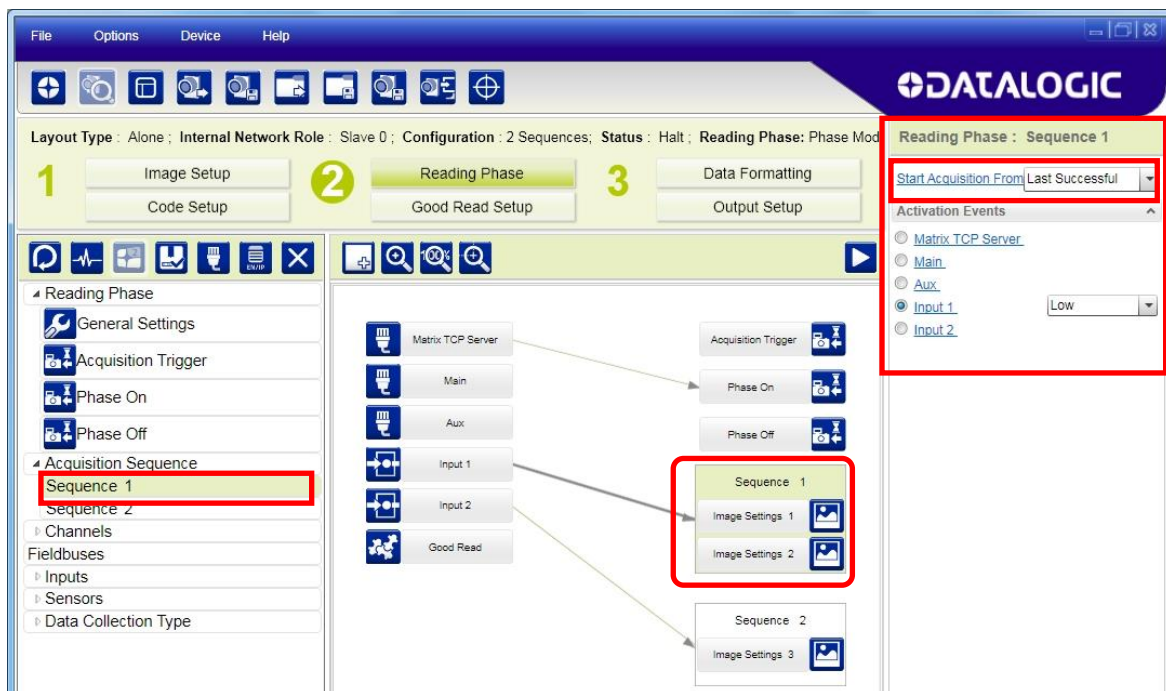 File Options Device Help
DATALOGIC
Layout Type : Alone ; Internal Network Role : Slave 0 ; Configuration : 2 Sequences; Status : Halt ; Reading Phase: Phase Mod
1 Image Setup 2 Reading Phase 3 Data Formatting
Code Setup Good Read Setup Output Setup
EN/IP
Reading Phase
General Settings
Acquisition Trigger
Phase On
Phase Off
Acquisition Sequence
Sequence 1
Sequence 2
Channels
Fieldbuses
Inputs
Sensors
Data Collection Type
100%
Matrix TCP Server
Main
Aux
Input 1
Input 2
Good Read
Acquisition Trigger
Phase On
Phase Off
Sequence 1
Image Settings 1
Image Settings 2
Sequence 2
Image Settings 3
Reading Phase : Sequence 1
Start Acquisition From Last Successful
Activation Events
Matrix TCP Server
Main
Aux
Input 1 Low
Input 2